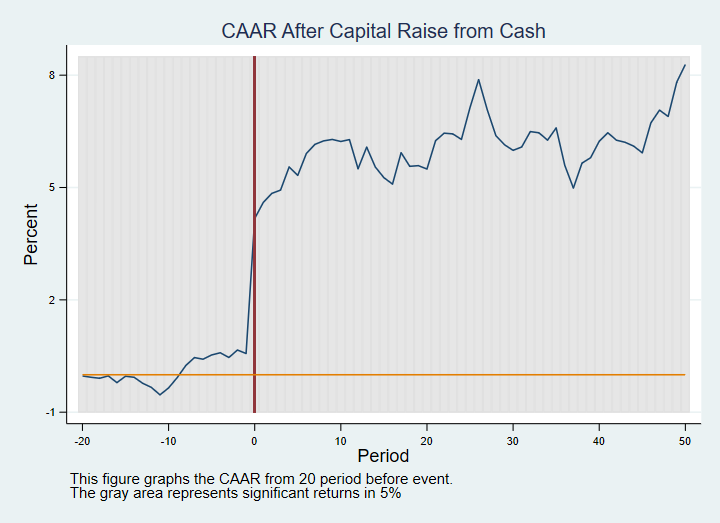 CAAR After Capital Raise from Cash
Percent
8
5
2
-1
-20 -10 0 10 20 30 40 50
Period
This figure graphs the CAAR from 20 period before event.
The gray area represents significant returns in 5%